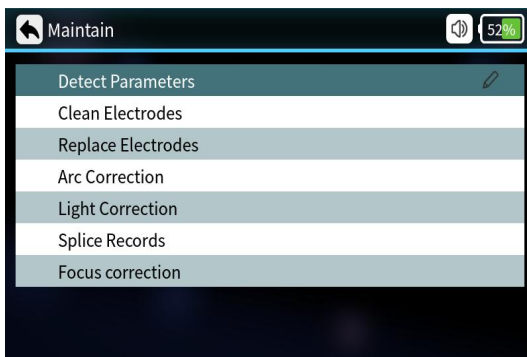 Maintain
52%
Detect Parameters
Clean Electrodes
Replace Electrodes
Arc Correction
Light Correction
Splice Records
Focus correction